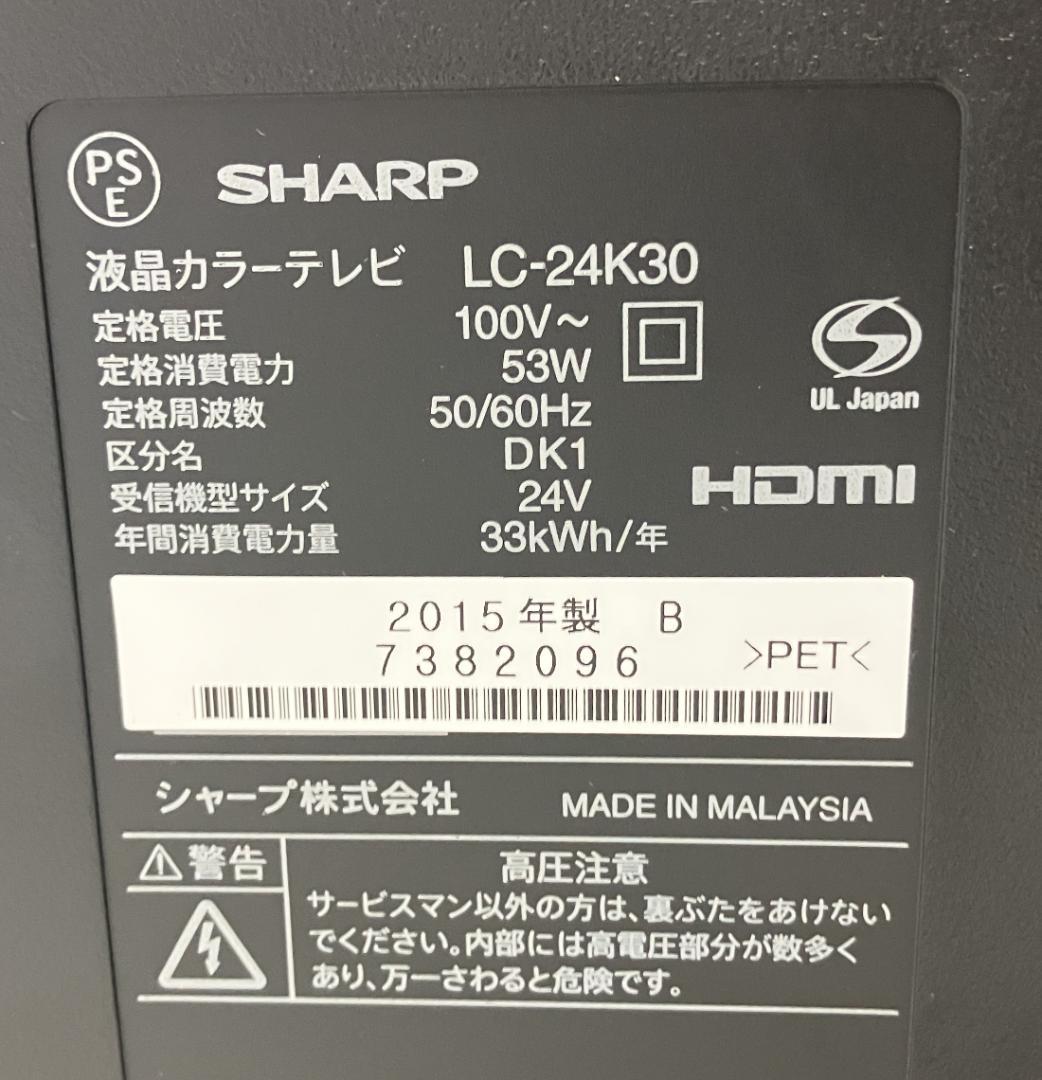 PS
E
SHARP
液晶カラーテレビ LC-24K30
定格電圧 100V～
定格消費電力 53W
定格周波数 50/60Hz
区分名 DK1
受信機型サイズ 24V
年間消費電力量 33kWh/年
UL Japan
HDMI
2015年製 B
7382096
>PET<
シャープ株式会社 MADE IN MALAYSIA
警告
高圧注意
サービスマン以外の方は、裏ぶたをあけない
でください。内部には高電圧部分が数多く
あり、万一さわると危険です。